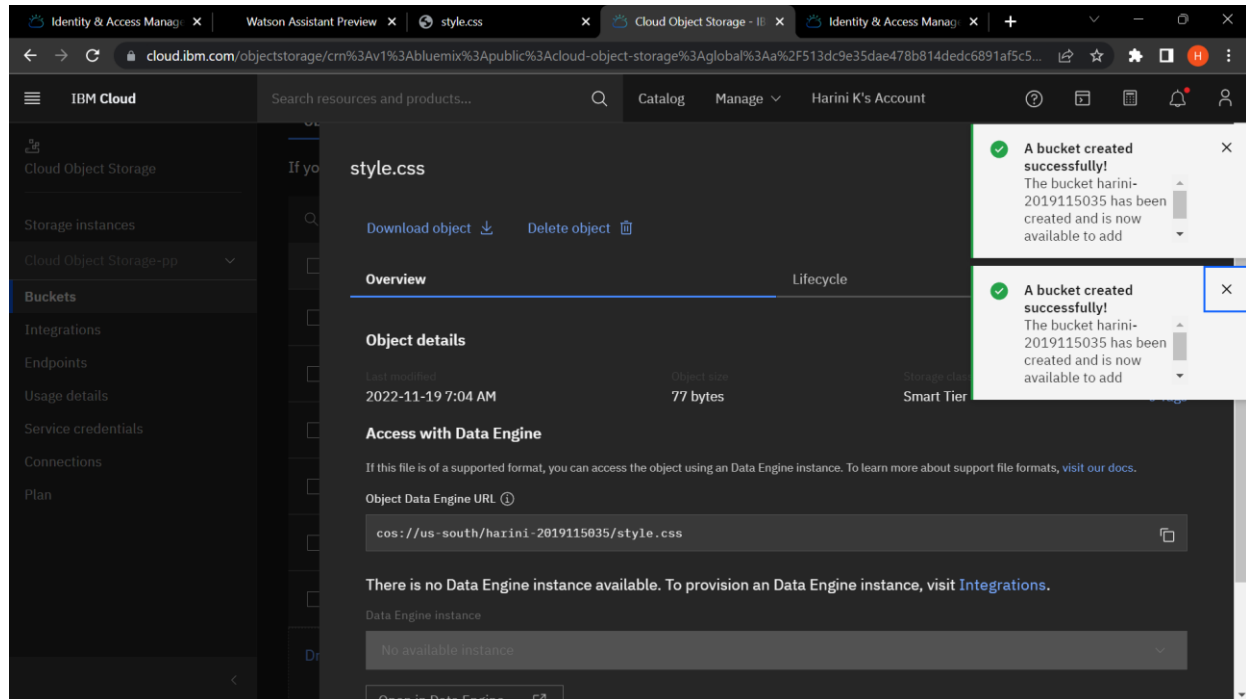 Identity & Access Manag
Watson Assistant Preview
style.css
Cloud Object Storage - IB
Identity & Access Manag
cloud.ibm.com/objectstorage/crn%3Av1%3Abluemix%3Apublic%3Acloud-object-storage%3Aglobal%3Aa%2F513dc9e35dae478b814dedc6891af5c5...
H
IBM Cloud
Search resources and products...
Catalog
Manage
Harini K's Account
Cloud Object Storage
Storage instances
Cloud Object Storage-pp
Buckets
Integrations
Endpoints
Usage details
Service credentials
Connections
Plan
If yo
Dr
style.css
Download object
Delete object
Overview
Lifecycle
Object details
Last modified
Object size
Storage clas
2022-11-19 7:04 AM
77 bytes
Smart Tier
Access with Data Engine
If this file is of a supported format, you can access the object using an Data Engine instance. To learn more about support file formats, visit our docs.
Object Data Engine URL
cos://us-south/harini-2019115035/style.css
There is no Data Engine instance available. To provision an Data Engine instance, visit Integrations.
Data Engine instance
No available instance
Open in Data Engine
A bucket created
successfully!
The bucket harini-
2019115035 has been
created and is now
available to add
A bucket created
successfully!
The bucket harini-
2019115035 has been
created and is now
available to add